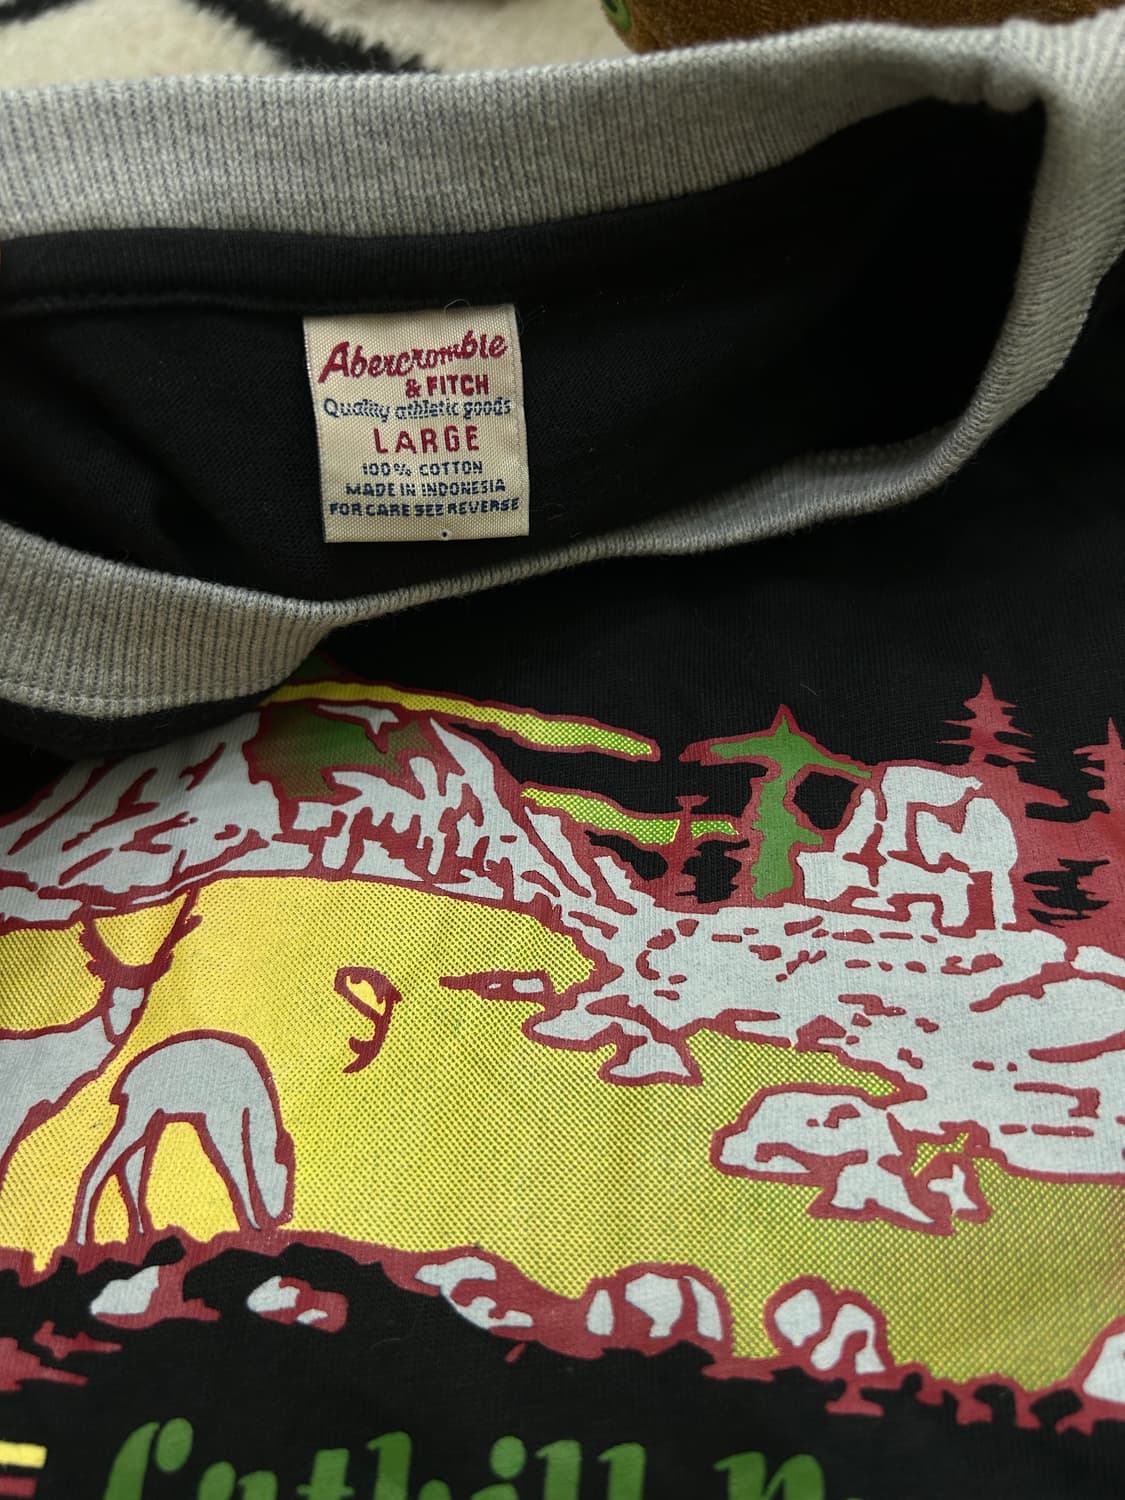 Abercrombie
& FITCH
Quality athletic goods
LARGE
100% COTTON
MADE IN INDONESIA
FOR CARE SEE REVERSE